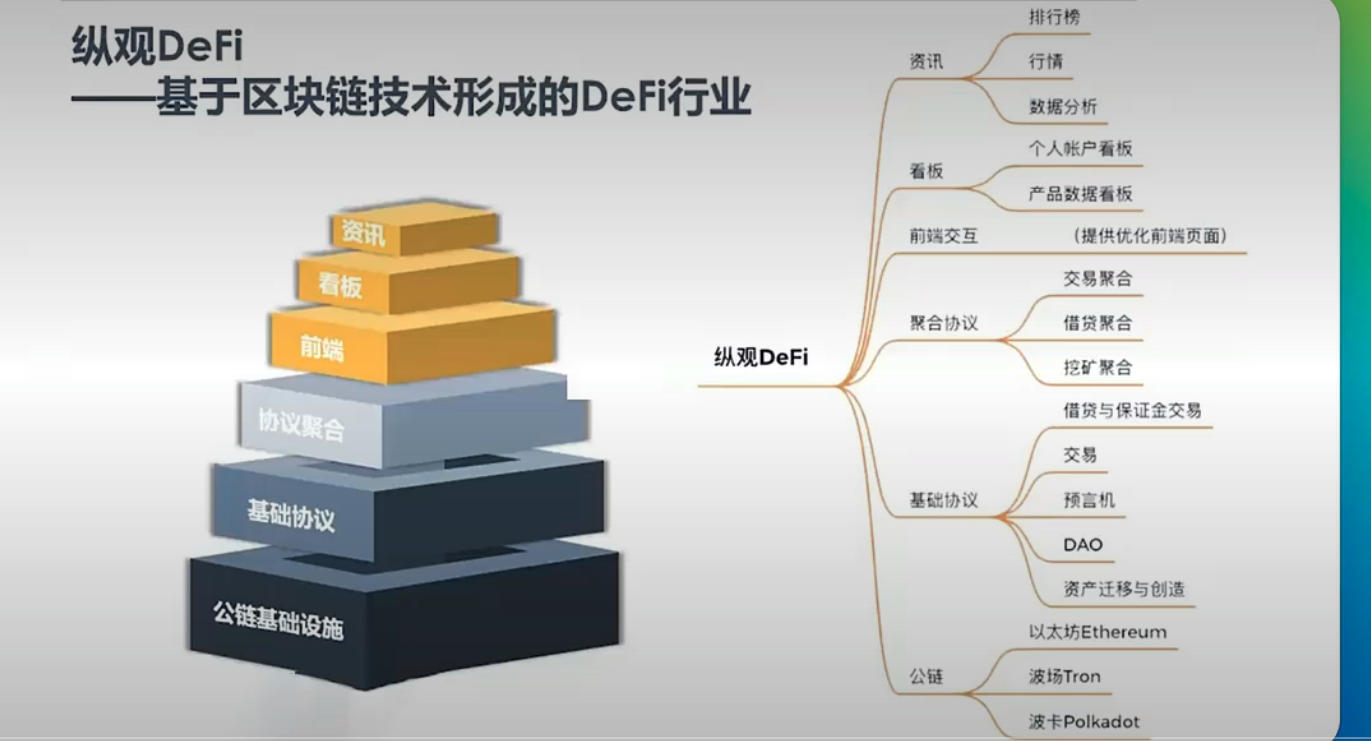 纵观DeFi
——基于区块链技术形成的DeFi行业
资讯
看板
前端
协议聚合
基础协议
公链基础设施
纵观DeFi
资讯
排行榜
行情
数据分析
看板
个人帐户看板
产品数据看板
前端交互 （提供优化前端页面）
聚合协议
交易聚合
借贷聚合
挖矿聚合
基础协议
借贷与保证金交易
交易
预言机
DAO
资产迁移与创造
公链
以太坊Ethereum
波场Tron
波卡Polkadot